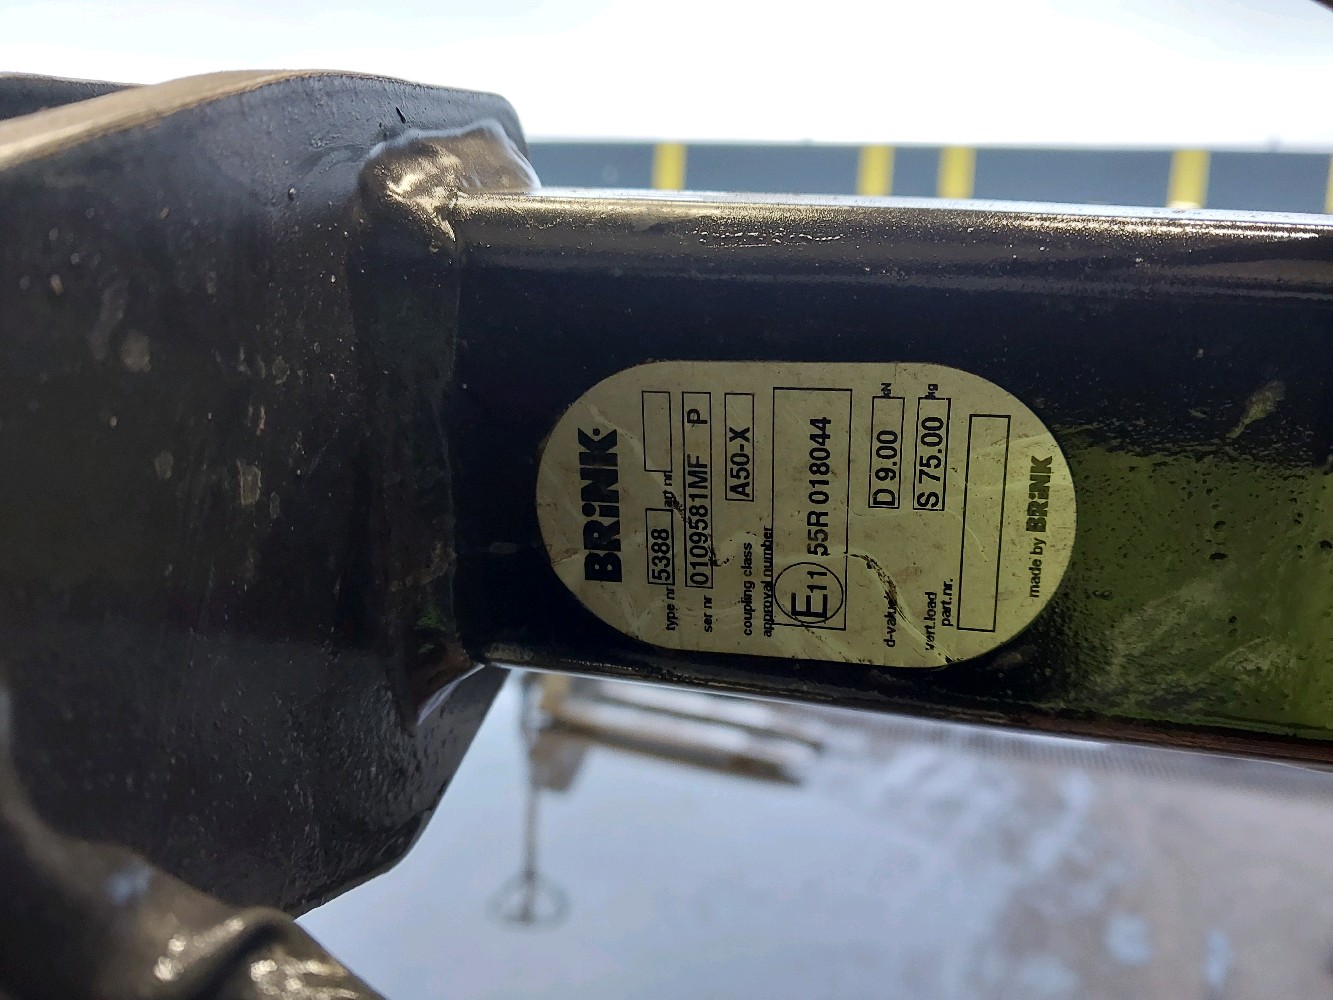 BRiNK.
type nr 5388 art nr
ser nr 0109581MF P
coupling class A50-X
approval number
E11 55R 018044
d-value D 9.00 kN
vert.load S 75.00 kg
part.nr.
made by BRiNK